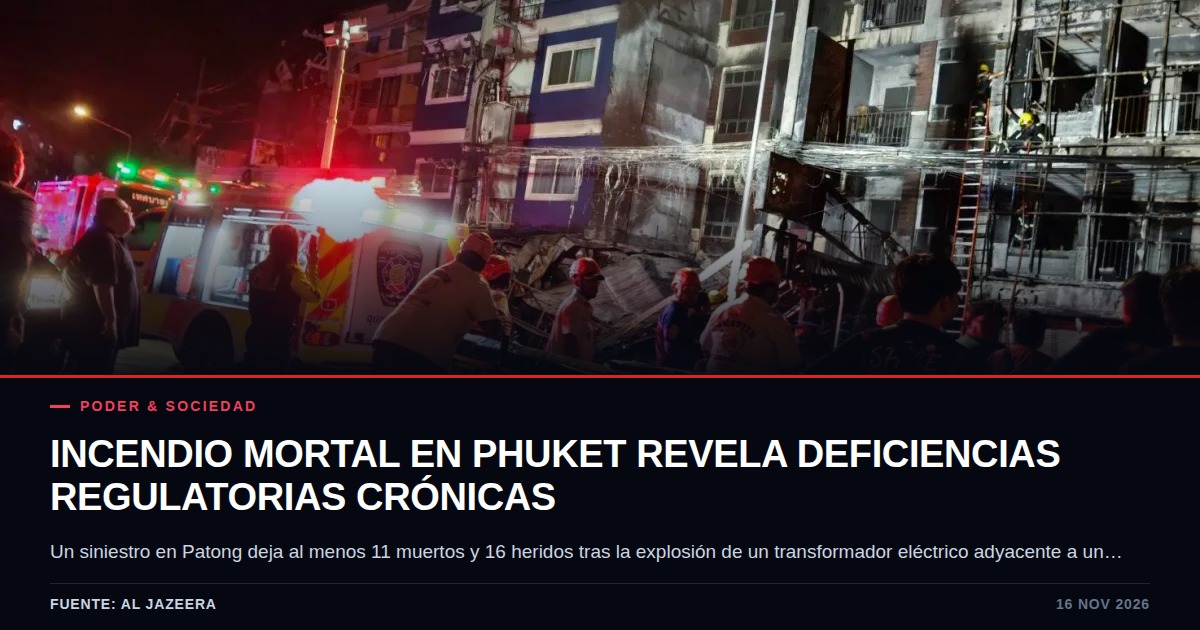 PODER & SOCIEDAD
INCENDIO MORTAL EN PHUKET REVELA DEFICIENCIAS
REGULATORIAS CRÓNICAS
Un siniestro en Patong deja al menos 11 muertos y 16 heridos tras la explosión de un transformador eléctrico adyacente a un…
FUENTE: AL JAZEERA
16 NOV 2026